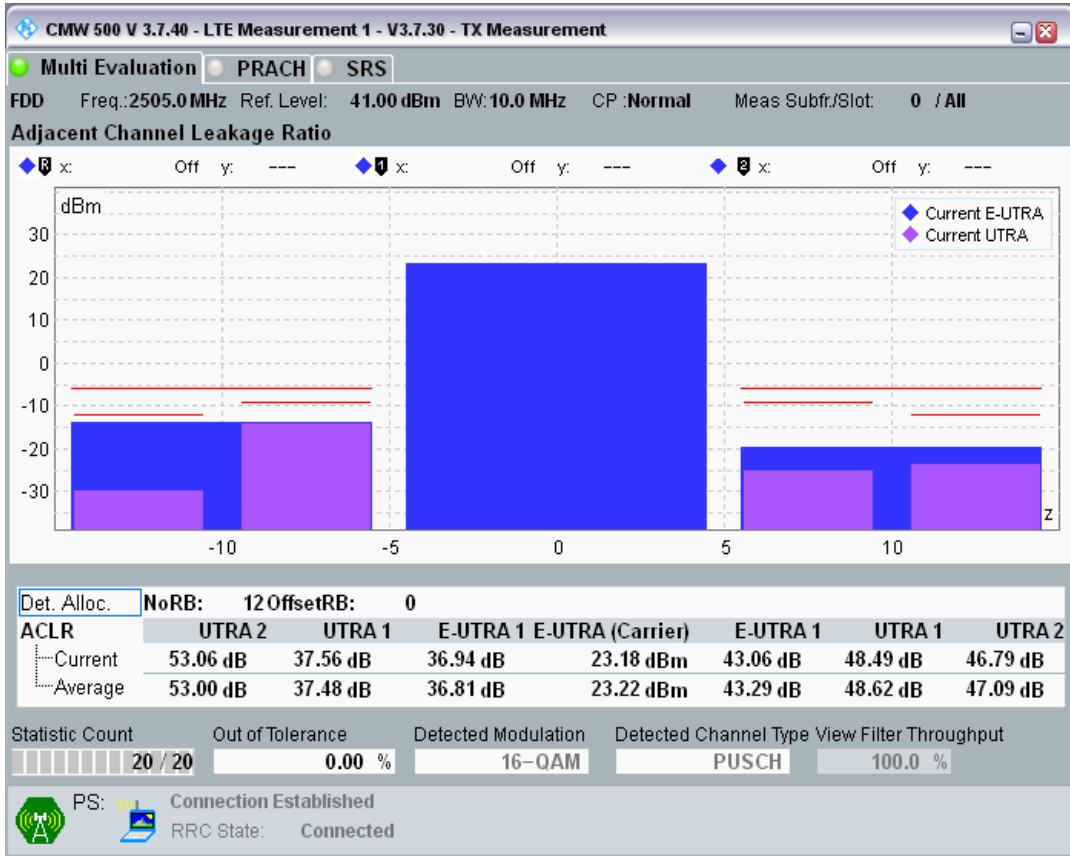 CMW 500 V 3.7.40 - LTE Measurement 1 - V3.7.30 - TX Measurement
Multi Evaluation PRACH SRS
FDD Freq.:2505.0 MHz Ref. Level: 41.00 dBm BW: 10.0 MHz CP :Normal Meas Subfr./Slot: 0 / All
Adjacent Channel Leakage Ratio
R x: Off y: --- 1 x: Off y: --- 2 x: Off y: ---
dBm
Current E-UTRA
Current UTRA
30
20
10
0
-10
-20
-30
z
-10 -5 0 5 10
Det. Alloc. NoRB: 12 OffsetRB: 0
ACLR UTRA 2 UTRA 1 E-UTRA 1 E-UTRA (Carrier) E-UTRA 1 UTRA 1 UTRA 2
Current 53.06 dB 37.56 dB 36.94 dB 23.18 dBm 43.06 dB 48.49 dB 46.79 dB
Average 53.00 dB 37.48 dB 36.81 dB 23.22 dBm 43.29 dB 48.62 dB 47.09 dB
Statistic Count Out of Tolerance Detected Modulation Detected Channel Type View Filter Throughput
20 / 20 0.00 % 16-QAM PUSCH 100.0 %
PS: Connection Established
RRC State: Connected